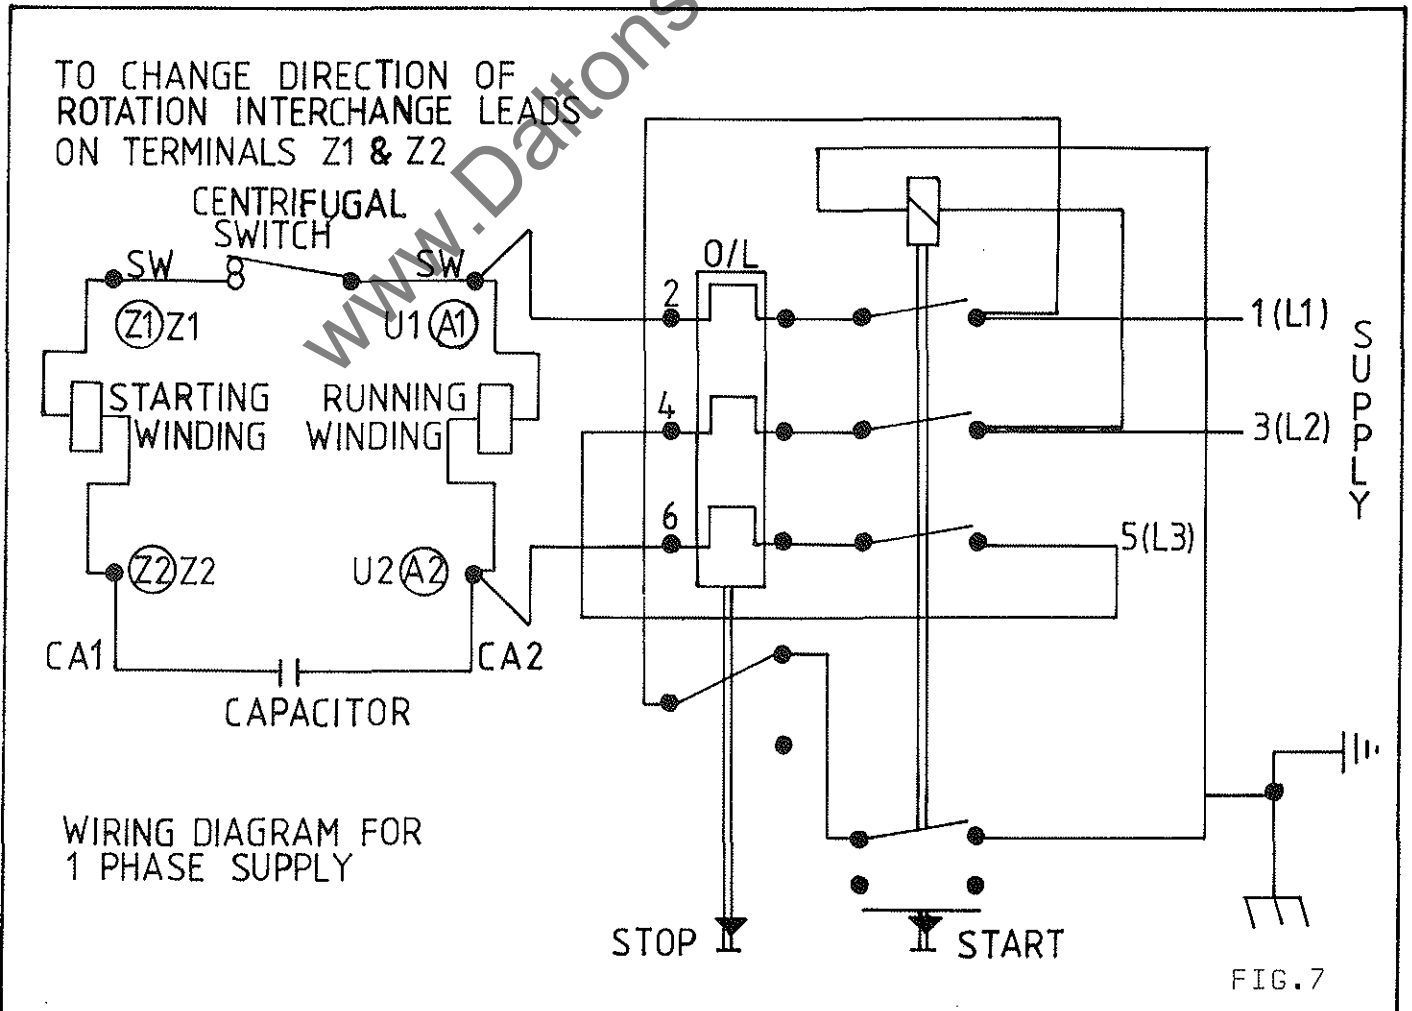 TO CHANGE DIRECTION OF
ROTATION INTERCHANGE LEADS
ON TERMINALS Z1 & Z2
CENTRIFUGAL
SWITCH
SW
SW
Z1 Z1
U1 A1
STARTING
WINDING
RUNNING
WINDING
Z2 Z2
U2 A2
CA1
CA2
CAPACITOR
O/L
2
4
6
1(L1)
3(L2)
5(L3)
SUPPLY
WIRING DIAGRAM FOR
1 PHASE SUPPLY
STOP
START
FIG.7
www.Daltons